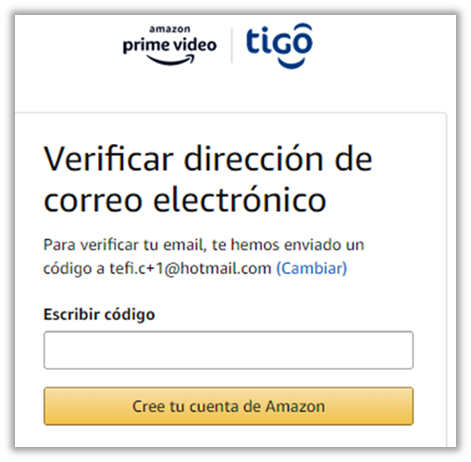 amazon
prime video
tigo
Verificar dirección de
correo electrónico
Para verificar tu email, te hemos enviado un
código a tefi.c+1@hotmail.com (Cambiar)
Escribir código
Cree tu cuenta de Amazon